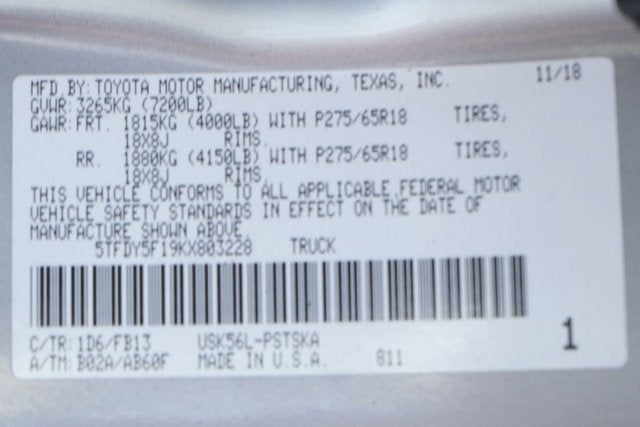 MFD.BY: TOYOTA MOTOR MANUFACTURING, TEXAS, INC. 11/18
GVWR: 3265KG (7200LB)
GAWR: FRT. 1815KG (4000LB) WITH P275/65R18 TIRES,
18X8J RIMS.
RR. 1880KG (4150LB) WITH P275/65R18 TIRES,
18X8J RIMS.
THIS VEHICLE CONFORMS TO ALL APPLICABLE FEDERAL MOTOR
VEHICLE SAFETY STANDARDS IN EFFECT ON THE DATE OF
MANUFACTURE SHOWN ABOVE.
5TFDY5F19KX803228 TRUCK
C/TR: 1D6/FB13 USK56L-PSTSKA 1
A/TM: B02A/AB60F MADE IN U.S.A. 811